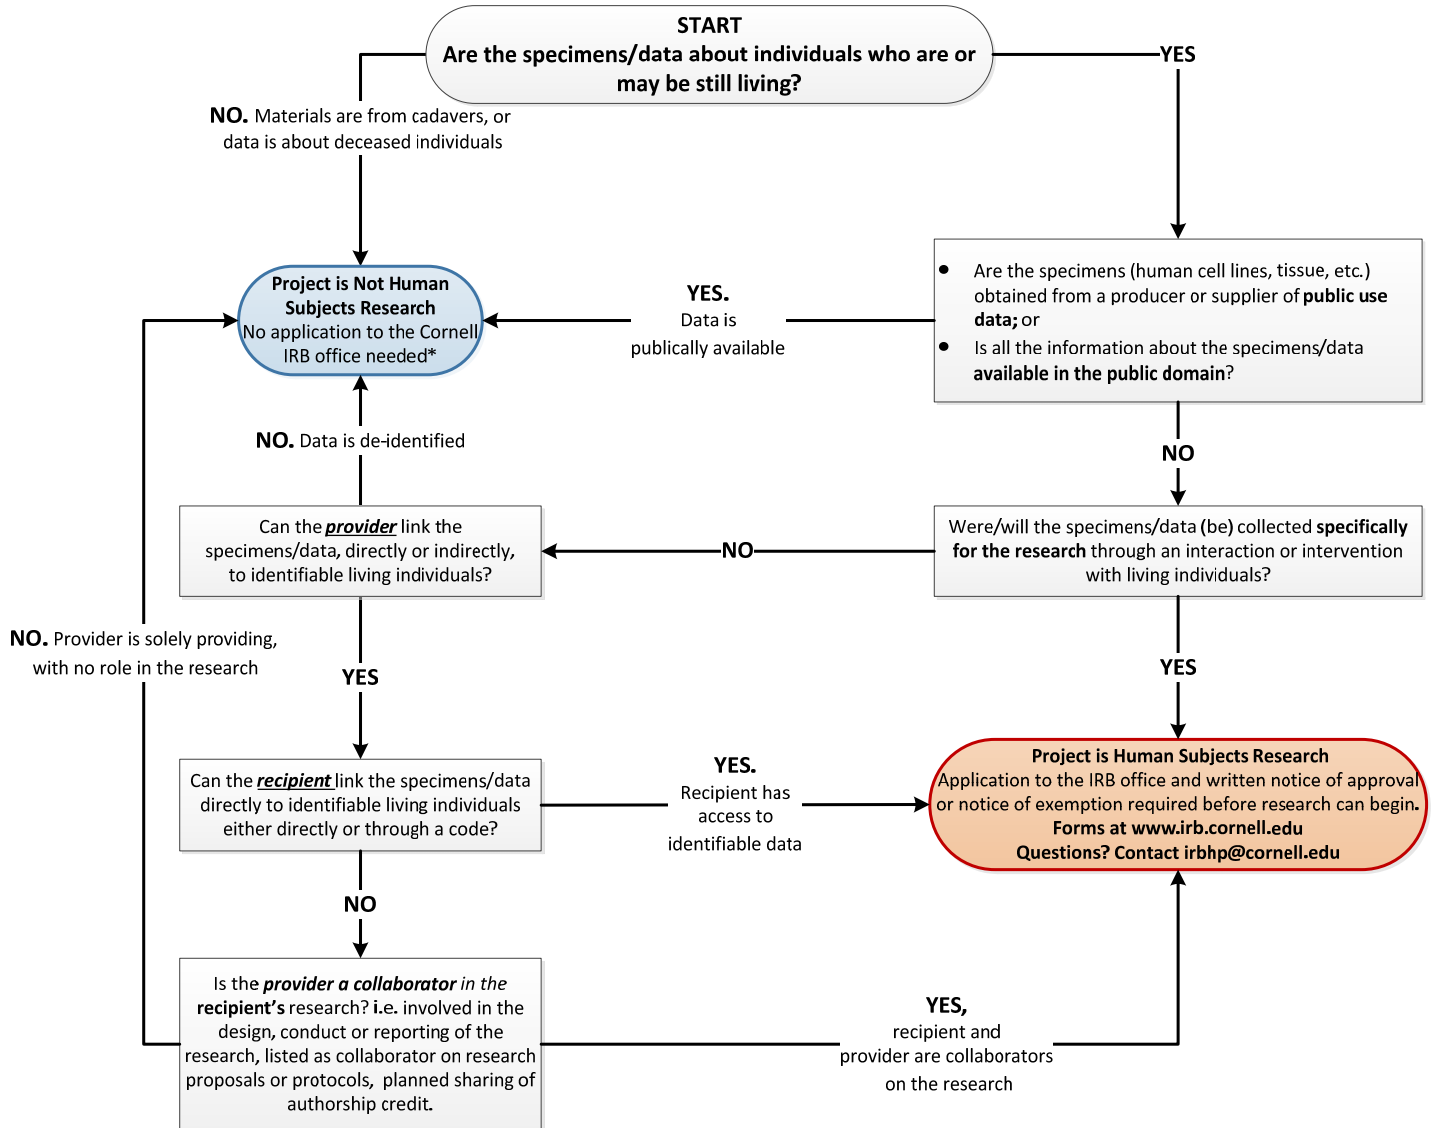 START
Are the specimens/data about individuals who are or
may be still living?
YES
NO. Materials are from cadavers, or
data is about deceased individuals
Project is Not Human
Subjects Research
No application to the Cornell
IRB office needed*
YES.
Data is
publically available
• Are the specimens (human cell lines, tissue, etc.)
obtained from a producer or supplier of public use
data; or
• Is all the information about the specimens/data
available in the public domain?
NO. Data is de-identified
NO
Can the provider link the
specimens/data, directly or indirectly,
to identifiable living individuals?
NO
Were/will the specimens/data (be) collected specifically
for the research through an interaction or intervention
with living individuals?
NO. Provider is solely providing,
with no role in the research
YES
YES
Can the recipient link the specimens/data
directly to identifiable living individuals
either directly or through a code?
YES.
Recipient has
access to
identifiable data
Project is Human Subjects Research
Application to the IRB office and written notice of approval
or notice of exemption required before research can begin.
Forms at www.irb.cornell.edu
Questions? Contact irbhp@cornell.edu
NO
Is the provider a collaborator in the
recipient's research? i.e. involved in the
design, conduct or reporting of the
research, listed as collaborator on research
proposals or protocols, planned sharing of
authorship credit.
YES,
recipient and
provider are collaborators
on the research